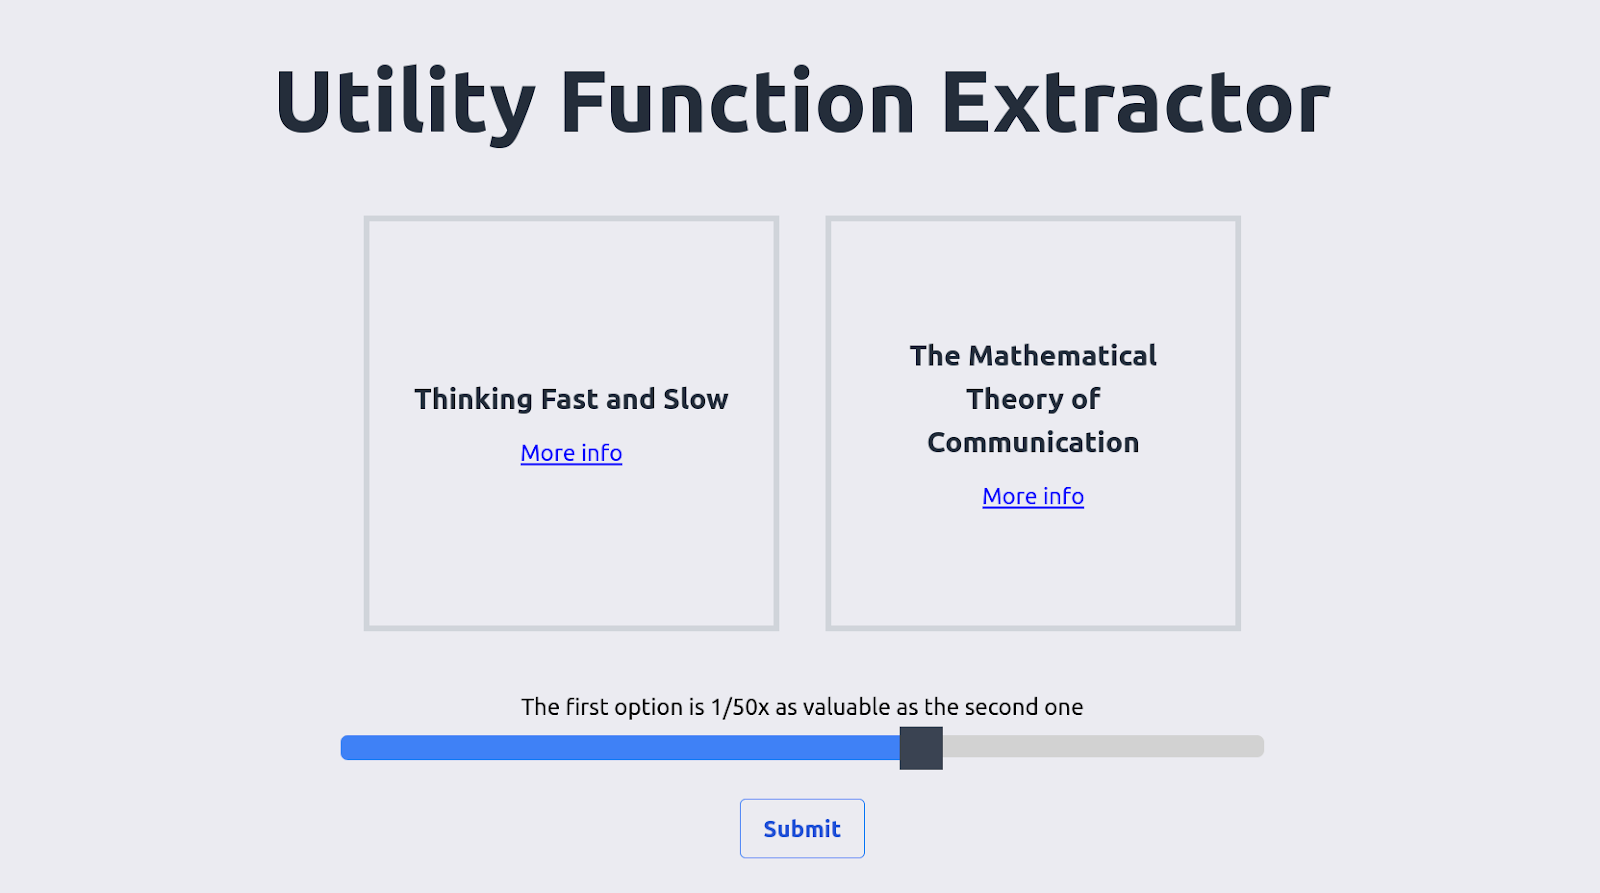 Utility Function Extractor
Thinking Fast and Slow
More info
The Mathematical
Theory of
Communication
More info
The first option is 1/50x as valuable as the second one
Submit